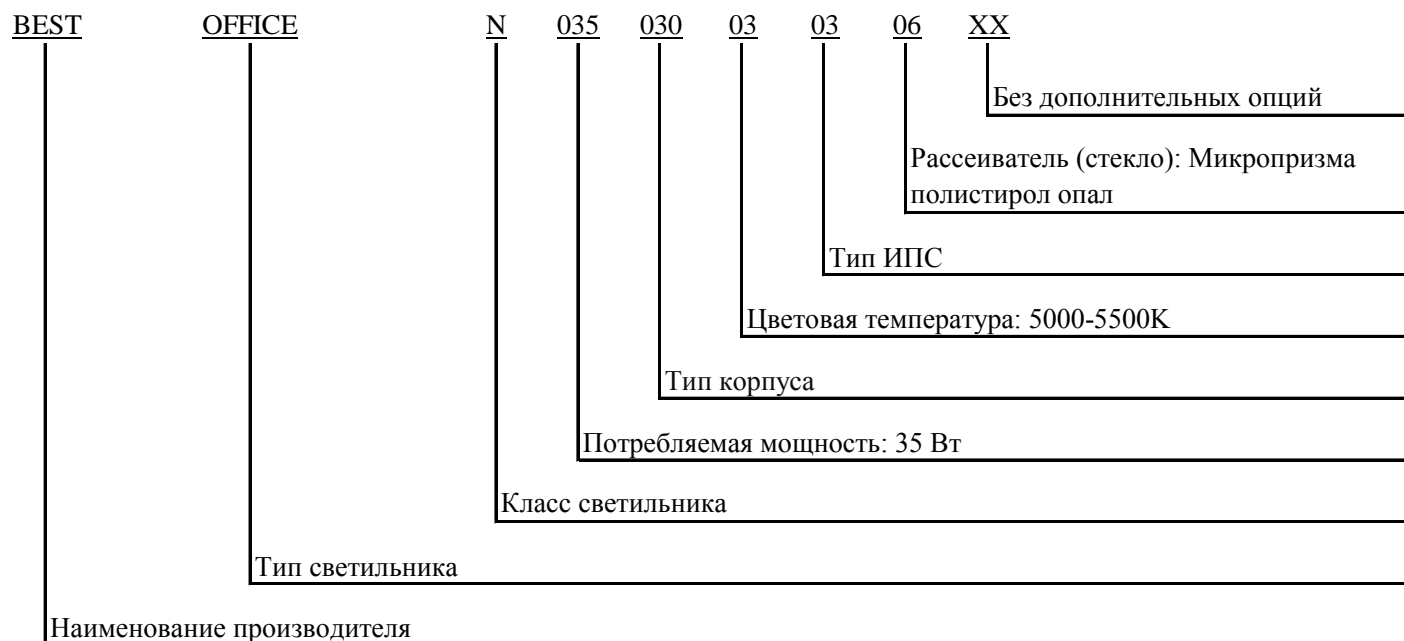 BEST OFFICE N 035 030 03 03 06 XX
Без дополнительных опций
Рассеиватель (стекло): Микропризма
полистирол опал
Тип ИПС
Цветовая температура: 5000-5500K
Тип корпуса
Потребляемая мощность: 35 Вт
Класс светильника
Тип светильника
Наименование производителя